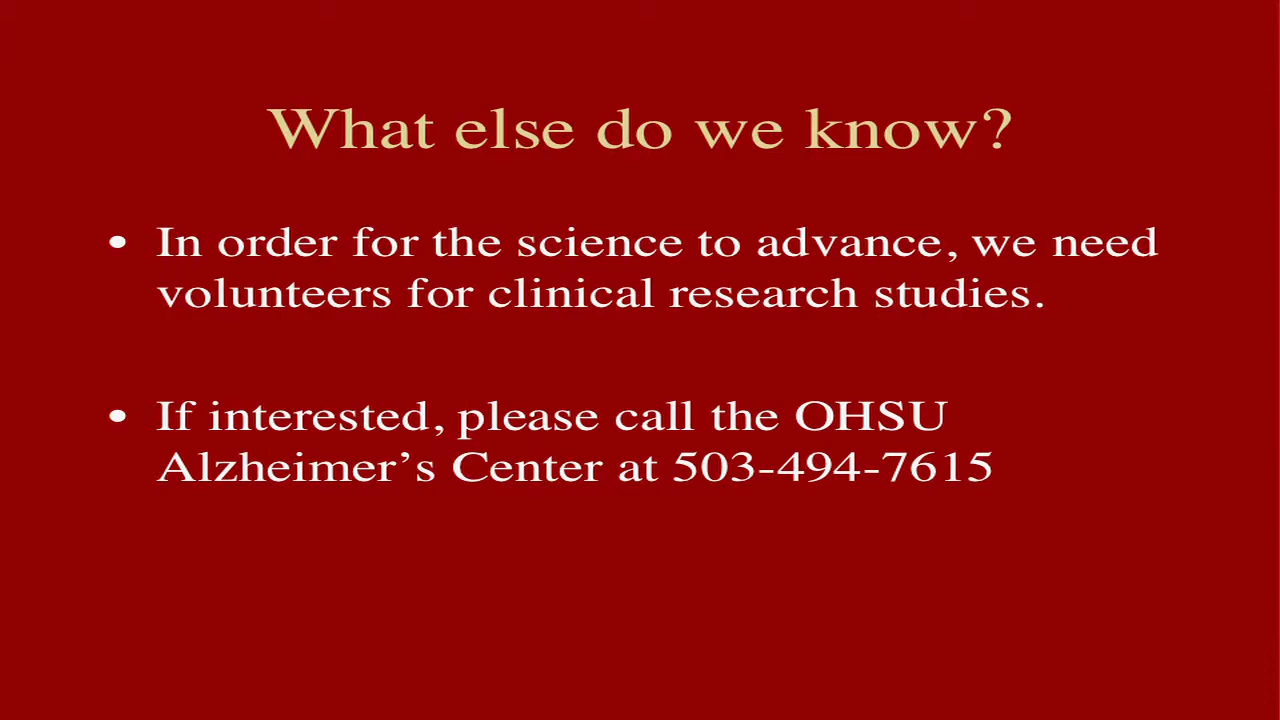 What else do we know?
• In order for the science to advance, we need
volunteers for clinical research studies.
• If interested, please call the OHSU
Alzheimer’s Center at 503-494-7615